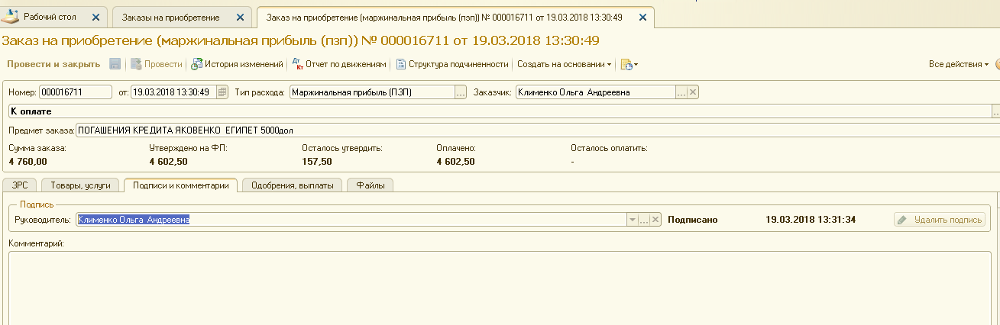 Рабочий стол Заказы на приобретение Заказ на приобретение (маржинальная прибыль (пзп)) № 000016711 от 19.03.2018 13:30:49
Заказ на приобретение (маржинальная прибыль (пзп)) № 000016711 от 19.03.2018 13:30:49
Провести и закрыть Провести История изменений Дт Кт Отчет по движениям Структура подчиненности Создать на основании Все действия
Номер: 000016711 от: 19.03.2018 13:30:49 Тип расхода: Маржинальная прибыль (ПЗП) ... Заказчик: Клименко Ольга Андреевна ...
К оплате
Предмет заказа: ПОГАШЕНИЯ КРЕДИТА ЯКОВЕНКО ЕГИПЕТ 5000дол
Сумма заказа: Утверждено на ФП: Осталось утвердить: Оплачено: Осталось оплатить:
4 760,00 4 602,50 157,50 4 602,50 -
ЗРС Товары, услуги Подписи и комментарии Одобрения, выплаты Файлы
Подпись
Руководитель: Клименко Ольга Андреевна ... Подписано 19.03.2018 13:31:34 Удалить подпись
Комментарий: